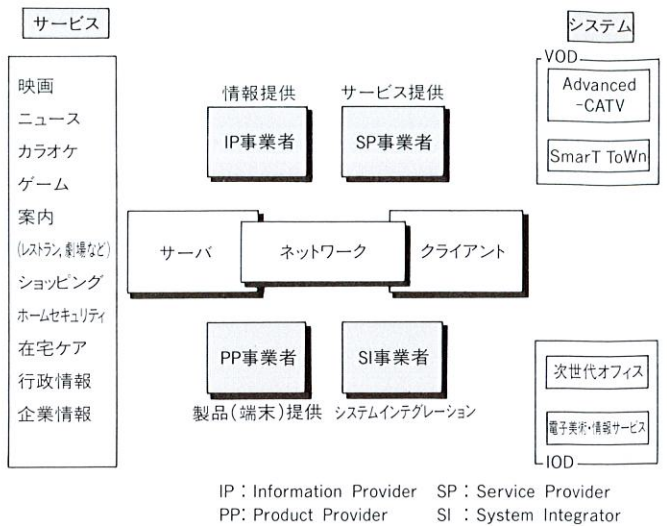 サービス
映画
ニュース
カラオケ
ゲーム
案内
(レストラン,劇場など)
ショッピング
ホームセキュリティ
在宅ケア
行政情報
企業情報
情報提供
サービス提供
IP事業者
SP事業者
サーバ
ネットワーク
クライアント
PP事業者
SI事業者
製品(端末)提供
システムインテグレーション
システム
VOD
Advanced
-CATV
SmarT ToWn
次世代オフィス
電子美術・情報サービス
IOD
IP : Information Provider
SP : Service Provider
PP: Product Provider
SI : System Integrator